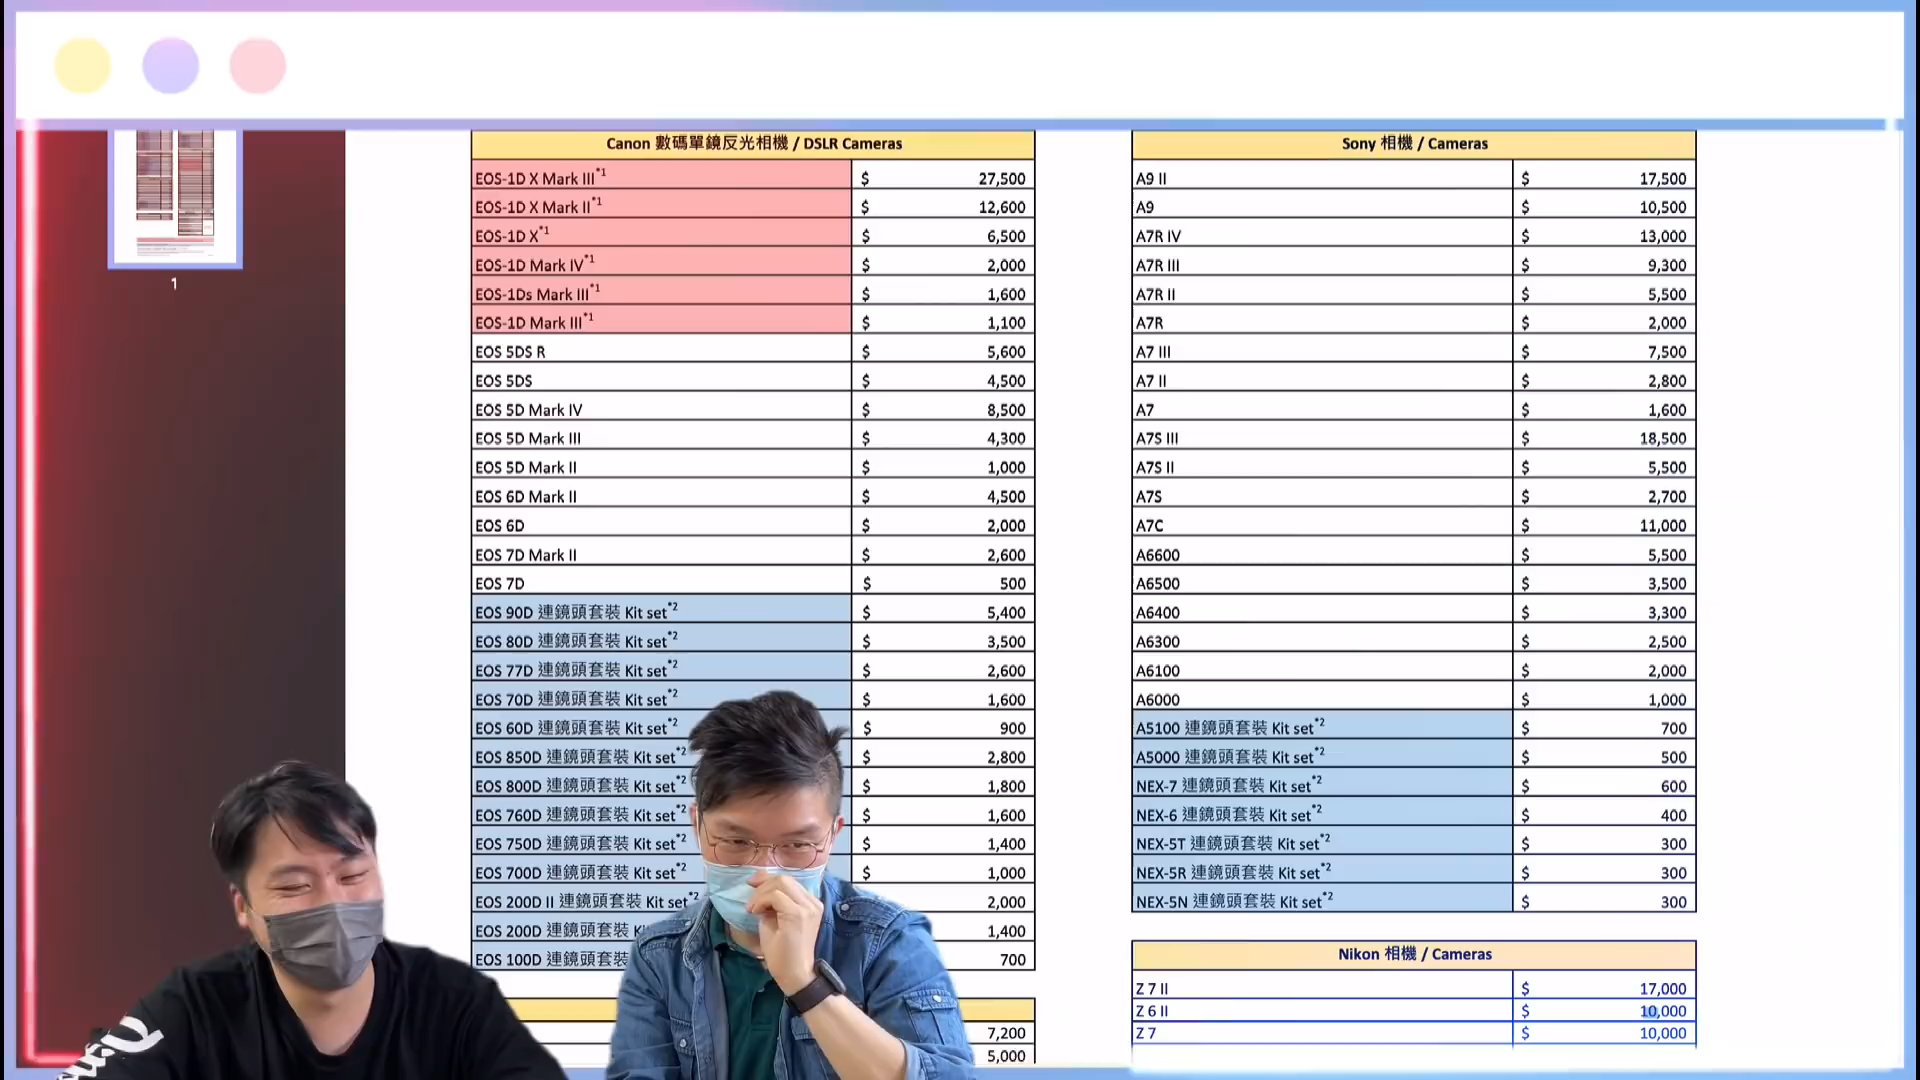 1
Canon 數碼單鏡反光相機 / DSLR Cameras
EOS-1D X Mark III*1 $ 27,500
EOS-1D X Mark II*1 $ 12,600
EOS-1D X*1 $ 6,500
EOS-1D Mark IV*1 $ 2,000
EOS-1Ds Mark III*1 $ 1,600
EOS-1D Mark III*1 $ 1,100
EOS 5DS R $ 5,600
EOS 5DS $ 4,500
EOS 5D Mark IV $ 8,500
EOS 5D Mark III $ 4,300
EOS 5D Mark II $ 1,000
EOS 6D Mark II $ 4,500
EOS 6D $ 2,000
EOS 7D Mark II $ 2,600
EOS 7D $ 500
EOS 90D 連鏡頭套裝 Kit set*2 $ 5,400
EOS 80D 連鏡頭套裝 Kit set*2 $ 3,500
EOS 77D 連鏡頭套裝 Kit set*2 $ 2,600
EOS 70D 連鏡頭套裝 Kit set*2 $ 1,600
EOS 60D 連鏡頭套裝 Kit set*2 $ 900
EOS 850D 連鏡頭套裝 Kit set*2 $ 2,800
EOS 800D 連鏡頭套裝 Kit set*2 $ 1,800
EOS 760D 連鏡頭套裝 Kit set*2 $ 1,600
EOS 750D 連鏡頭套裝 Kit set*2 $ 1,400
EOS 700D 連鏡頭套裝 Kit set*2 $ 1,000
EOS 200D II 連鏡頭套裝 Kit set*2 2,000
EOS 200D 連鏡頭套裝 1,400
EOS 100D 連鏡頭套裝 700
7,200
5,000
Sony 相機 / Cameras
A9 II $ 17,500
A9 $ 10,500
A7R IV $ 13,000
A7R III $ 9,300
A7R II $ 5,500
A7R $ 2,000
A7 III $ 7,500
A7 II $ 2,800
A7 $ 1,600
A7S III $ 18,500
A7S II $ 5,500
A7S $ 2,700
A7C $ 11,000
A6600 $ 5,500
A6500 $ 3,500
A6400 $ 3,300
A6300 $ 2,500
A6100 $ 2,000
A6000 $ 1,000
A5100 連鏡頭套裝 Kit set*2 $ 700
A5000 連鏡頭套裝 Kit set*2 $ 500
NEX-7 連鏡頭套裝 Kit set*2 $ 600
NEX-6 連鏡頭套裝 Kit set*2 $ 400
NEX-5T 連鏡頭套裝 Kit set*2 $ 300
NEX-5R 連鏡頭套裝 Kit set*2 $ 300
NEX-5N 連鏡頭套裝 Kit set*2 $ 300
Nikon 相機 / Cameras
Z 7 II $ 17,000
Z 6 II $ 10,000
Z 7 $ 10,000